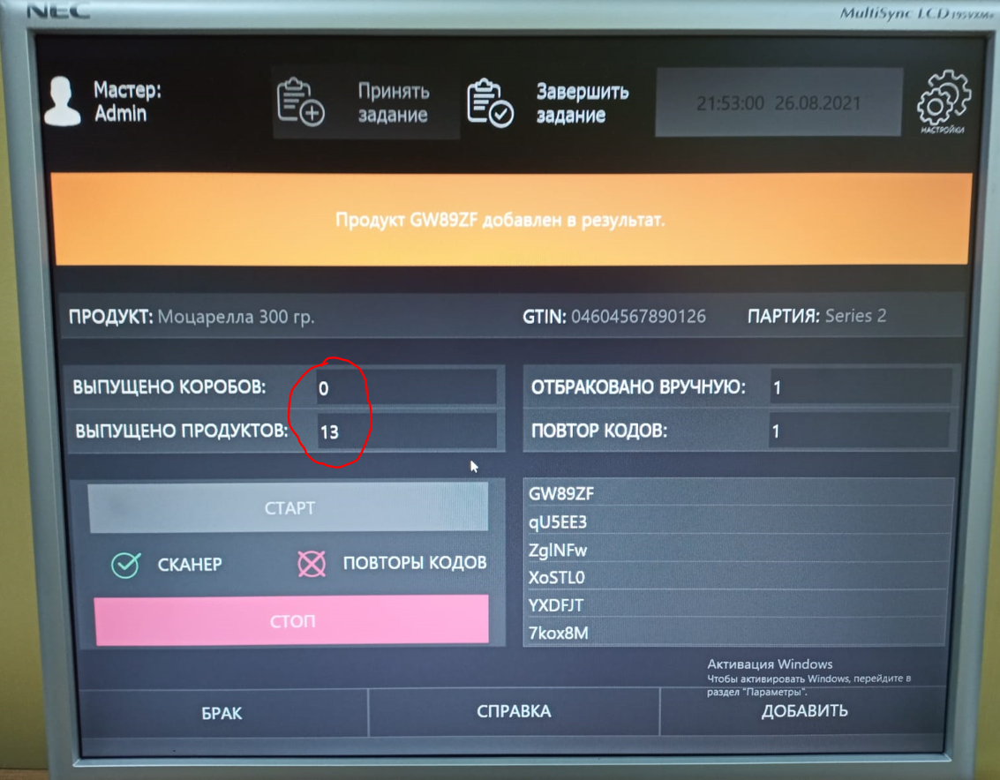 NEC
MultiSync LCD 195VXM+
Мастер:
Admin
Принять
задание
Завершить
задание
21:53:00 26.08.2021
НАСТРОЙКИ
Продукт GW89ZF добавлен в результат.
ПРОДУКТ: Моцарелла 300 гр.
GTIN: 04604567890126
ПАРТИЯ: Series 2
ВЫПУЩЕНО КОРОБОВ: 0
ОТБРАКОВАНО ВРУЧНУЮ: 1
ВЫПУЩЕНО ПРОДУКТОВ: 13
ПОВТОР КОДОВ: 1
СТАРТ
СКАНЕР
ПОВТОРЫ КОДОВ
СТОП
GW89ZF
qU5EE3
ZglNFw
XoSTL0
YXDFJT
7kox8M
Активация Windows
Чтобы активировать Windows, перейдите в
раздел "Параметры".
БРАК
СПРАВКА
ДОБАВИТЬ